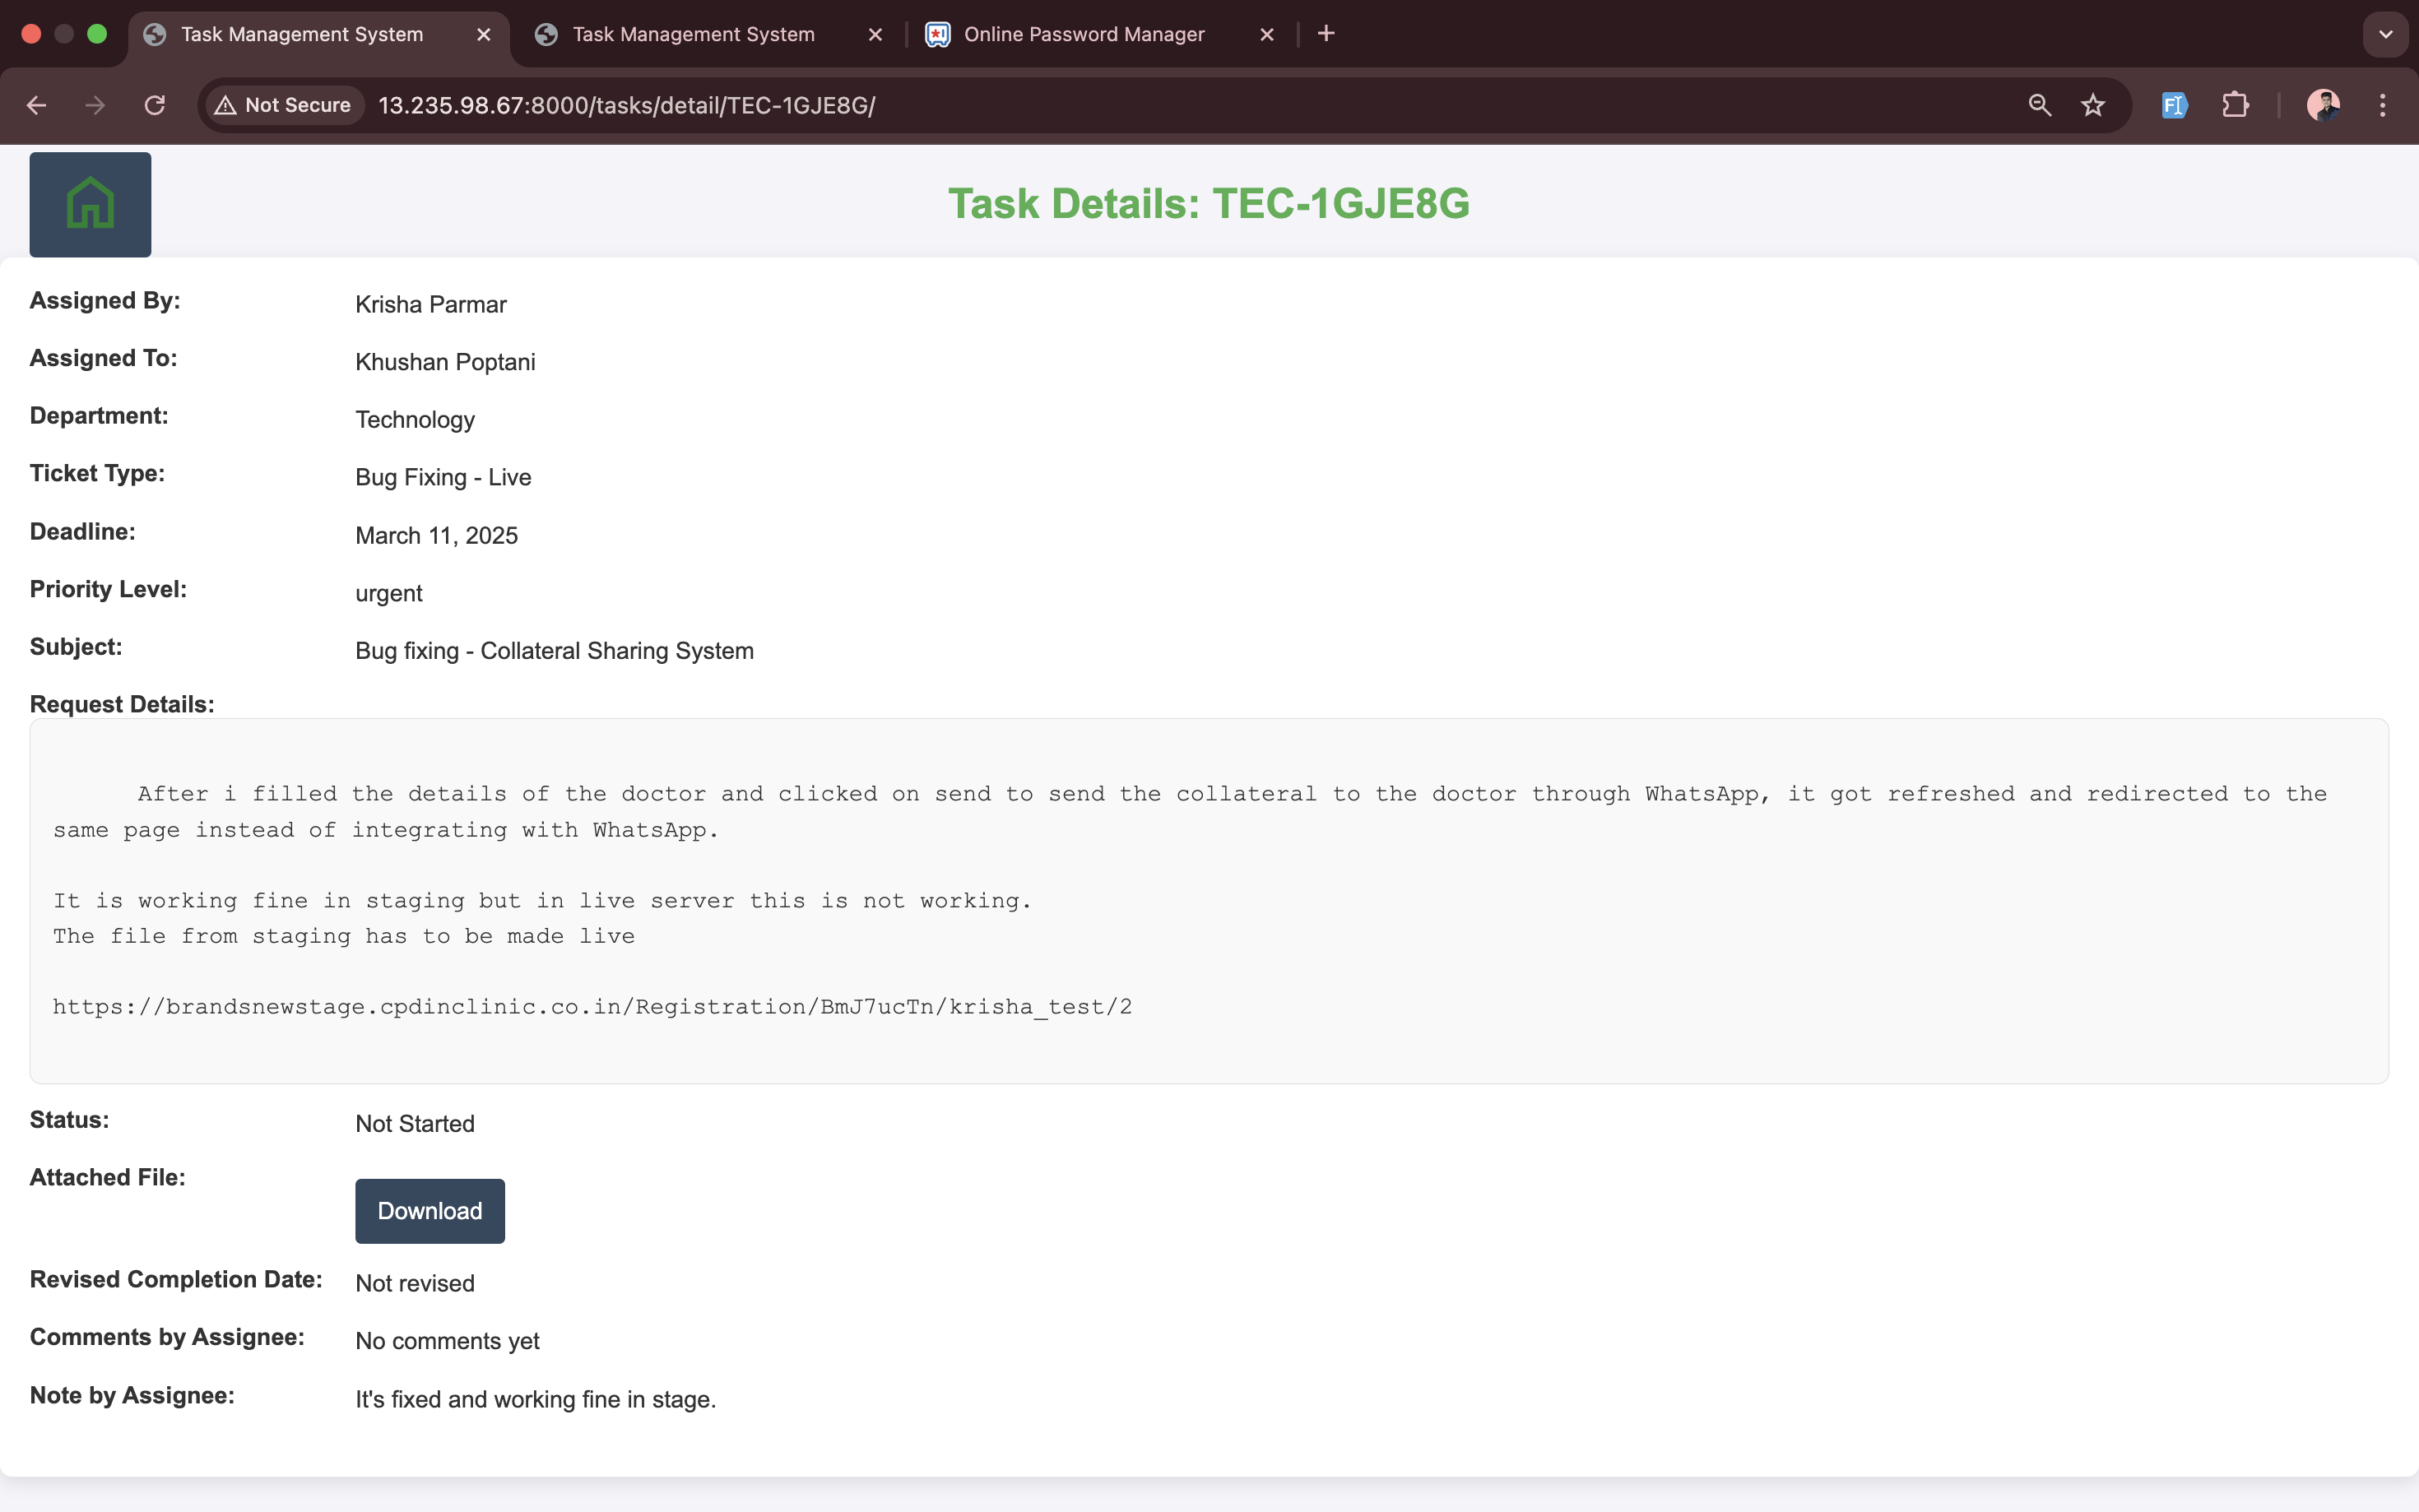 Task Management System
Task Management System
Online Password Manager
Not Secure
13.235.98.67:8000/tasks/detail/TEC-1GJE8G/
Task Details: TEC-1GJE8G
Assigned By: Krisha Parmar
Assigned To: Khushan Poptani
Department: Technology
Ticket Type: Bug Fixing - Live
Deadline: March 11, 2025
Priority Level: urgent
Subject: Bug fixing - Collateral Sharing System
Request Details:
After i filled the details of the doctor and clicked on send to send the collateral to the doctor through WhatsApp, it got refreshed and redirected to the
same page instead of integrating with WhatsApp.
It is working fine in staging but in live server this is not working.
The file from staging has to be made live
https://brandsnewstage.cpdinclinic.co.in/Registration/BmJ7ucTn/krisha_test/2
Status: Not Started
Attached File:
Download
Revised Completion Date: Not revised
Comments by Assignee: No comments yet
Note by Assignee: It's fixed and working fine in stage.